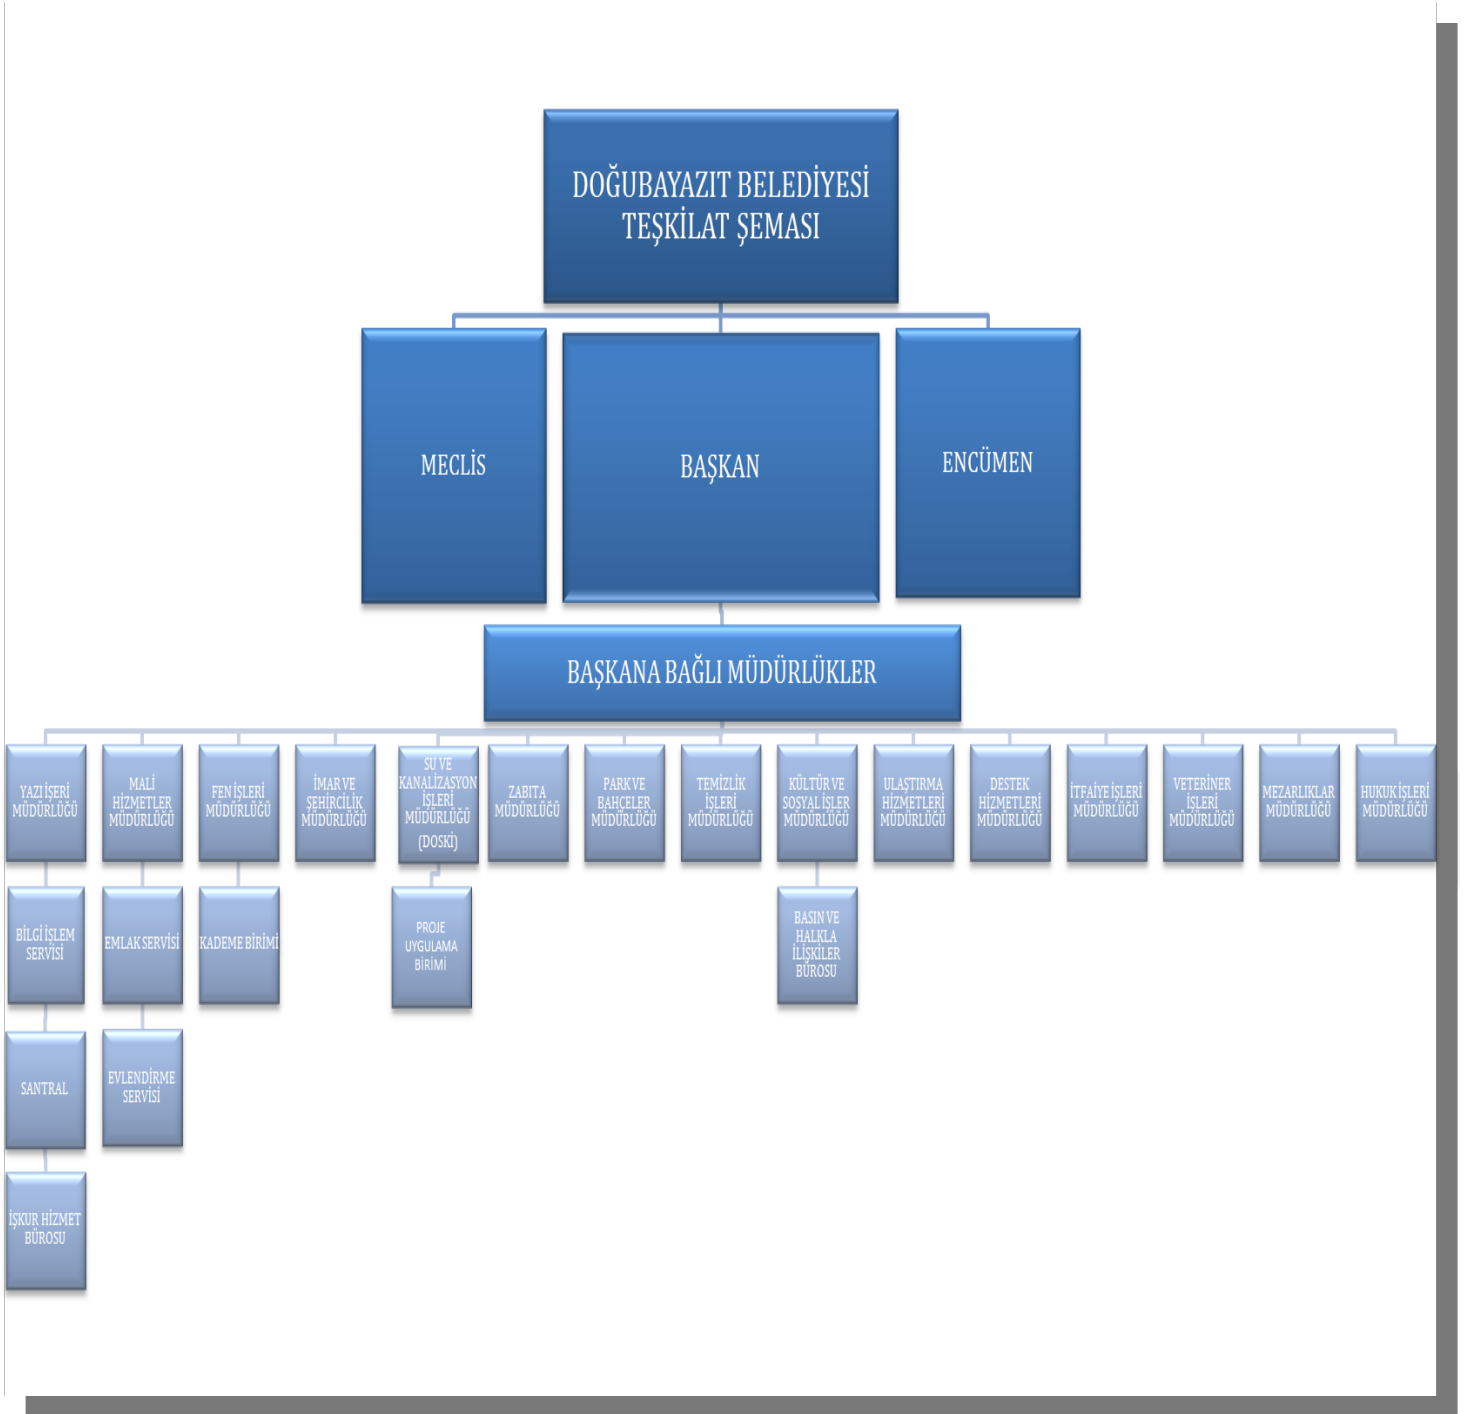 DOĞUBAYAZIT BELEDİYESİ
TEŞKİLAT ŞEMASI
MECLİS
BAŞKAN
ENCÜMEN
BAŞKANA BAĞLI MÜDÜRLÜKLER
YAZI İŞERİ
MÜDÜRLÜĞÜ
MALİ
HİZMETLER
MÜDÜRLÜĞÜ
FEN İŞLERİ
MÜDÜRLÜĞÜ
İMAR VE
ŞEHİRCİLİK
MÜDÜRLÜĞÜ
SU VE
KANALİZASYON
İŞLERİ
MÜDÜRLÜĞÜ
(DOSKİ)
ZABITA
MÜDÜRLÜĞÜ
PARK VE
BAHÇELER
MÜDÜRLÜĞÜ
TEMİZLİK
İŞLERİ
MÜDÜRLÜĞÜ
KÜLTÜR VE
SOSYAL İŞLER
MÜDÜRLÜĞÜ
ULAŞTIRMA
HİZMETLERİ
MÜDÜRLÜĞÜ
DESTEK
HİZMETLERİ
MÜDÜRLÜĞÜ
İTFAİYE İŞLERİ
MÜDÜRLÜĞÜ
VETERİNER
İŞLERİ
MÜDÜRLÜĞÜ
MEZARLIKLAR
MÜDÜRLÜĞÜ
HUKUK İŞLERİ
MÜDÜRLÜĞÜ
BİLGİ İŞLEM
SERVİSİ
EMLAK SERVİSİ
KADEME BİRİMİ
PROJE
UYGULAMA
BİRİMİ
BASIN VE
HALKLA
İLİŞKİLER
BÜROSU
SANTRAL
EVLENDİRME
SERVİSİ
İŞKUR HİZMET
BÜROSU